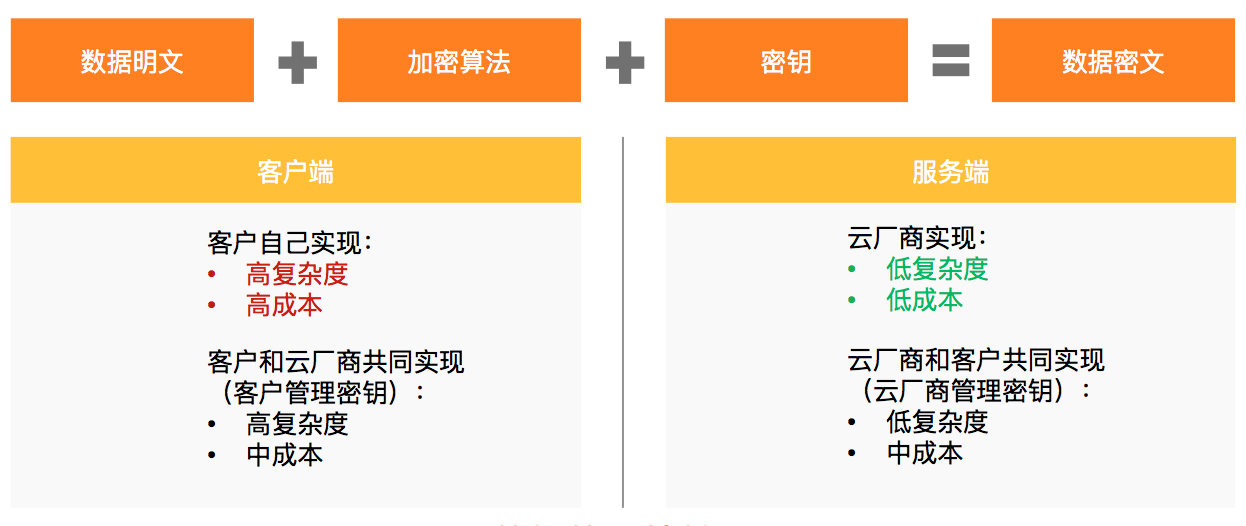 数据明文
加密算法
密钥
数据密文
客户端
客户自己实现：
• 高复杂度
• 高成本
客户和云厂商共同实现
（客户管理密钥）：
• 高复杂度
• 中成本
服务端
云厂商实现：
• 低复杂度
• 低成本
云厂商和客户共同实现
（云厂商管理密钥）：
• 低复杂度
• 中成本